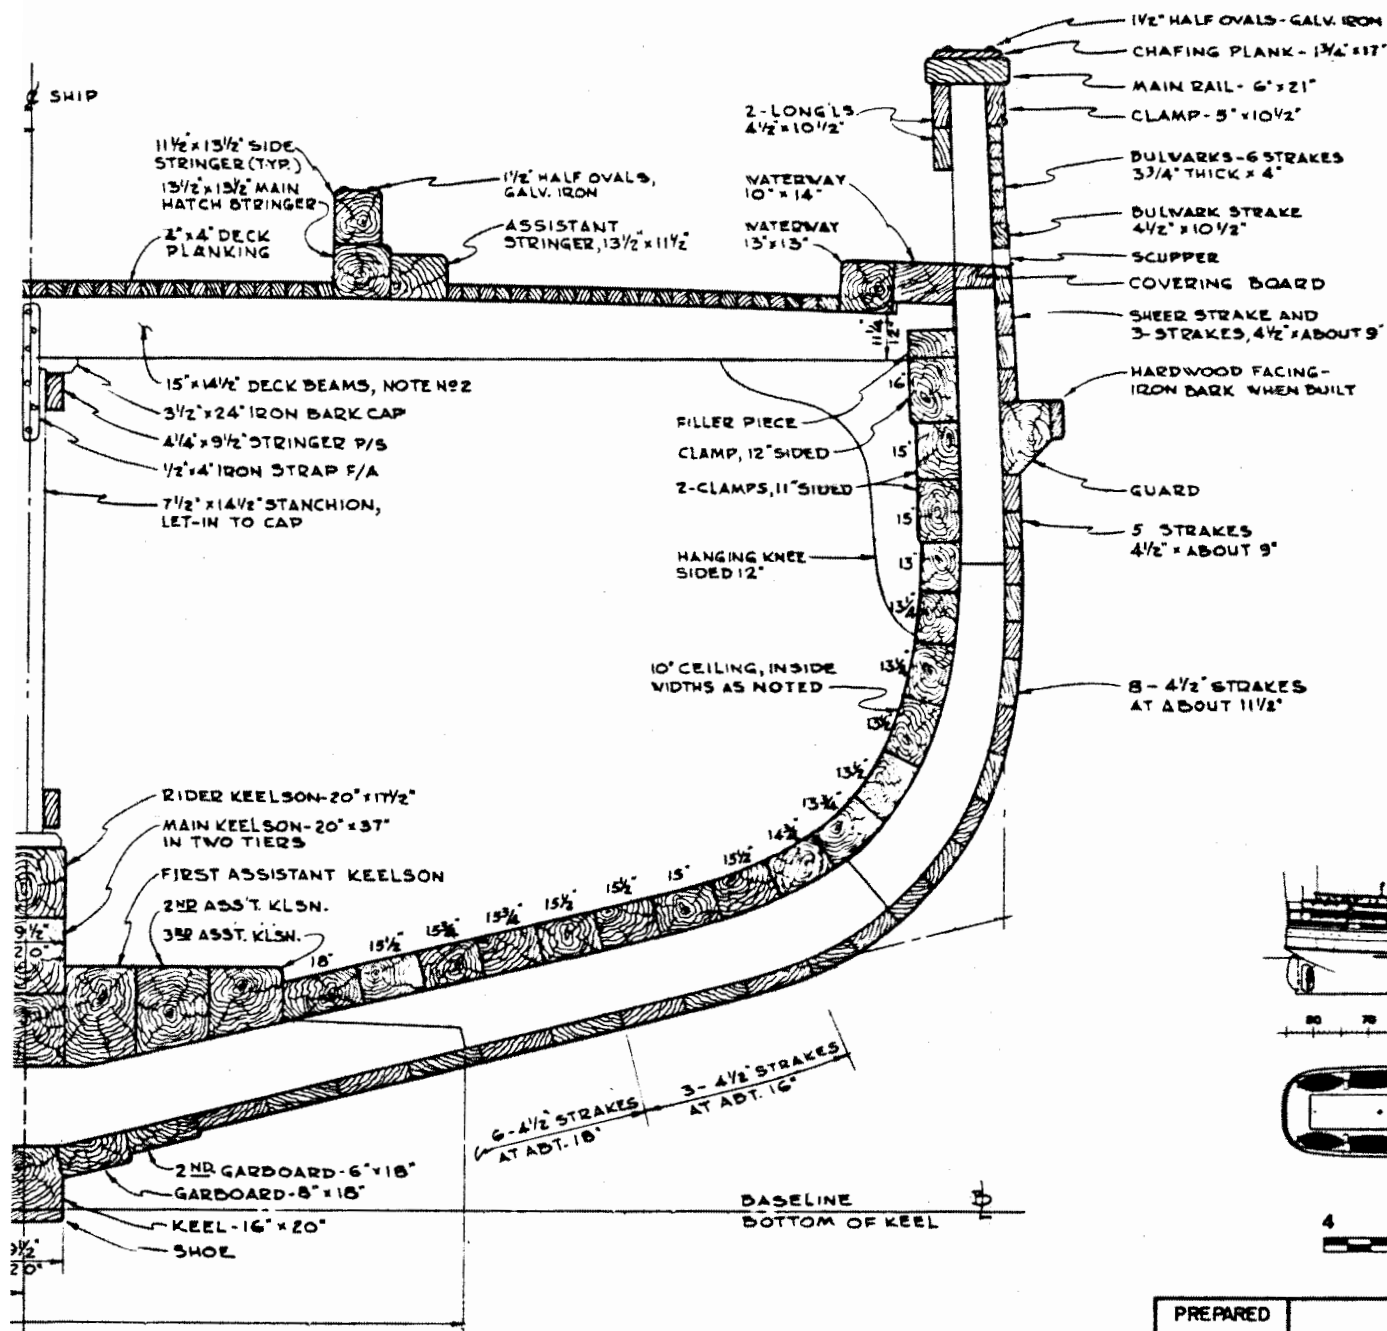 ₵ SHIP
11½" x 13½" SIDE
STRINGER (TYP.)
13½" x 13½" MAIN
HATCH STRINGER
2" x 4" DECK
PLANKING
1½" HALF OVALS,
GALV. IRON
ASSISTANT
STRINGER, 13½" x 11½"
2-LONG'LS
4½" x 10½"
WATERWAY
10" x 14"
WATERWAY
13" x 13"
1½" HALF OVALS-GALV. IRON
CHAFING PLANK - 1¾" x 17"
MAIN RAIL - 6" x 21"
CLAMP - 5" x 10½"
BULWARKS-6 STRAKES
3¾" THICK x 4"
BULWARK STRAKE
4½" x 10½"
SCUPPER
COVERING BOARD
SHEER STRAKE AND
3-STRAKES, 4½" x ABOUT 9"
HARDWOOD FACING-
IRON BARK WHEN BUILT
GUARD
5 STRAKES
4½" x ABOUT 9"
8 - 4½" STRAKES
AT ABOUT 11½"
15" x 14½" DECK BEAMS, NOTE Nº2
3½" x 24" IRON BARK CAP
4¼" x 9½" STRINGER P/S
½" x 4" IRON STRAP F/A
7½" x 14½" STANCHION,
LET-IN TO CAP
11¼"
12"
FILLER PIECE
CLAMP, 12" SIDED
2-CLAMPS, 11" SIDED
HANGING KNEE
SIDED 12"
10" CEILING, INSIDE
WIDTHS AS NOTED
16"
15"
15"
13"
13¼"
13½"
13½"
13½"
13¾"
14¾"
15½"
15"
15½"
15½"
15¾"
15¾"
15½"
18"
RIDER KEELSON-20" x 17½"
MAIN KEELSON-20" x 37"
IN TWO TIERS
FIRST ASSISTANT KEELSON
2ND ASS'T. KLSN.
3RD ASST. KLSN.
9½"
2 0"
3 - 4½" STRAKES
AT ABT. 16"
6 - 4½" STRAKES
AT ABT. 18"
2ND GARBOARD - 6" x 18"
GARBOARD - 8" x 18"
KEEL - 16" x 20"
SHOE
9½"
2 0"
BASELINE
BOTTOM OF KEEL
80 70
4
PREPARED